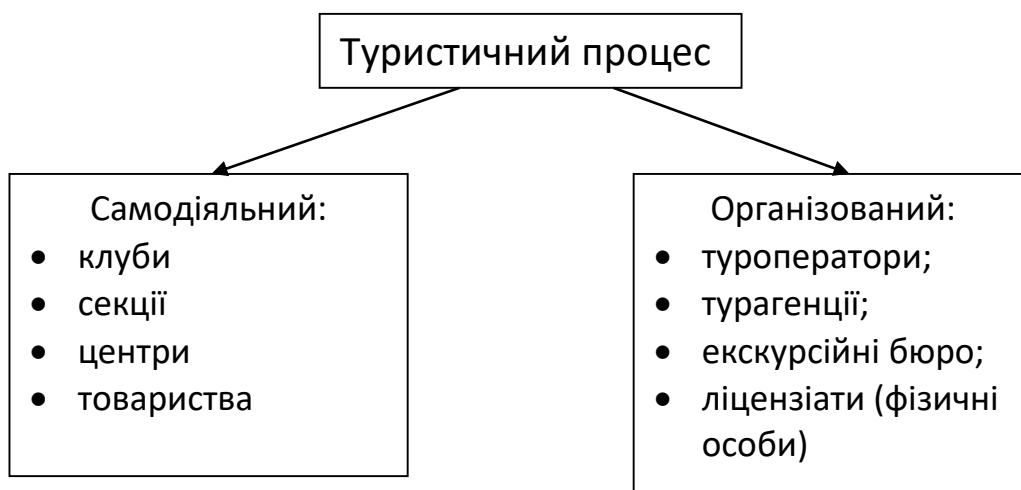 Туристичний процес
Самодіяльний:
• клуби
• секції
• центри
• товариства
Організований:
• туроператори;
• турагенції;
• екскурсійні бюро;
• ліцензіати (фізичні
особи)